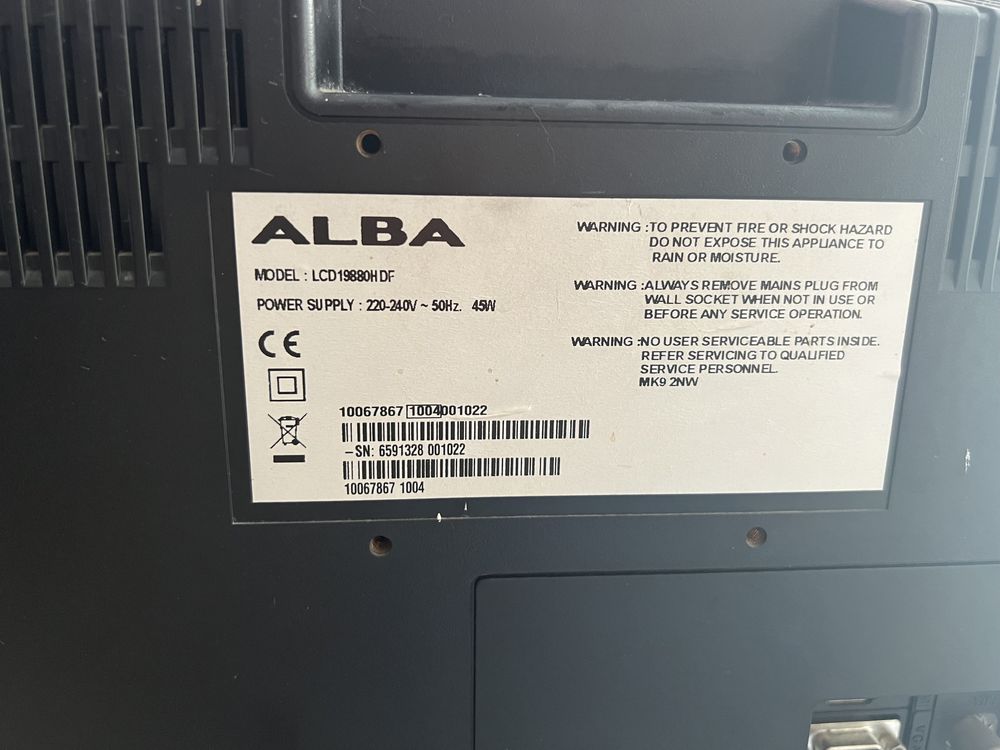 ALBA
MODEL : LCD19880HDF
POWER SUPPLY : 220-240V ~ 50Hz. 45W
CE
10067867 1004001022
-SN: 6591328 001022
10067867 1004
WARNING :TO PREVENT FIRE OR SHOCK HAZARD
DO NOT EXPOSE THIS APPLIANCE TO
RAIN OR MOISTURE.
WARNING :ALWAYS REMOVE MAINS PLUG FROM
WALL SOCKET WHEN NOT IN USE OR
BEFORE ANY SERVICE OPERATION.
WARNING :NO USER SERVICEABLE PARTS INSIDE.
REFER SERVICING TO QUALIFIED
SERVICE PERSONNEL.
MK9 2NW